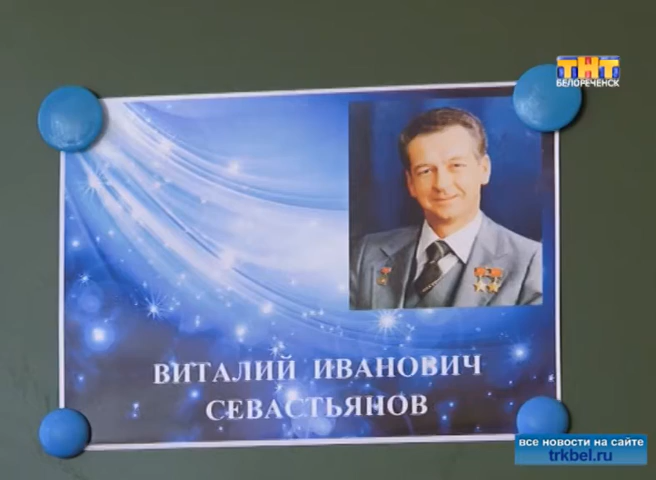 ТНТ
БЕЛОРЕЧЕНСК
ВИТАЛИЙ ИВАНОВИЧ
СЕВАСТЬЯНОВ
все новости на сайте
trkbel.ru